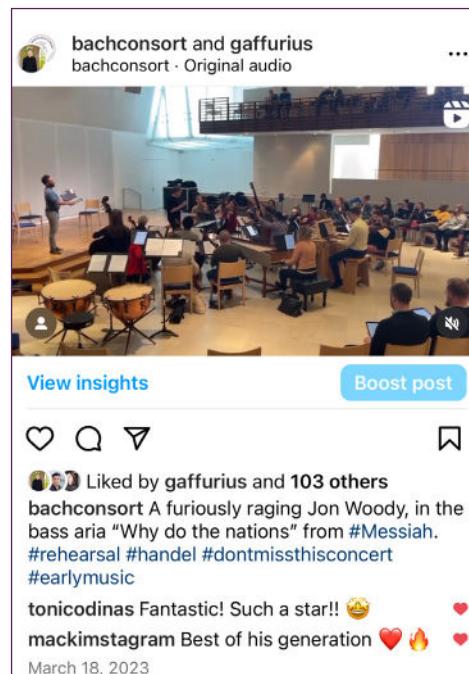 bachconsort and gaffurius
bachconsort · Original audio
View insights
Boost post
Liked by gaffurius and 103 others
bachconsort A furiously raging Jon Woody, in the
bass aria “Why do the nations” from #Messiah.
#rehearsal #handel #dontmissthisconcert
#earlymusic
tonicodinas Fantastic! Such a star!! 🤩
mackimstagram Best of his generation ❤️🔥
March 18, 2023